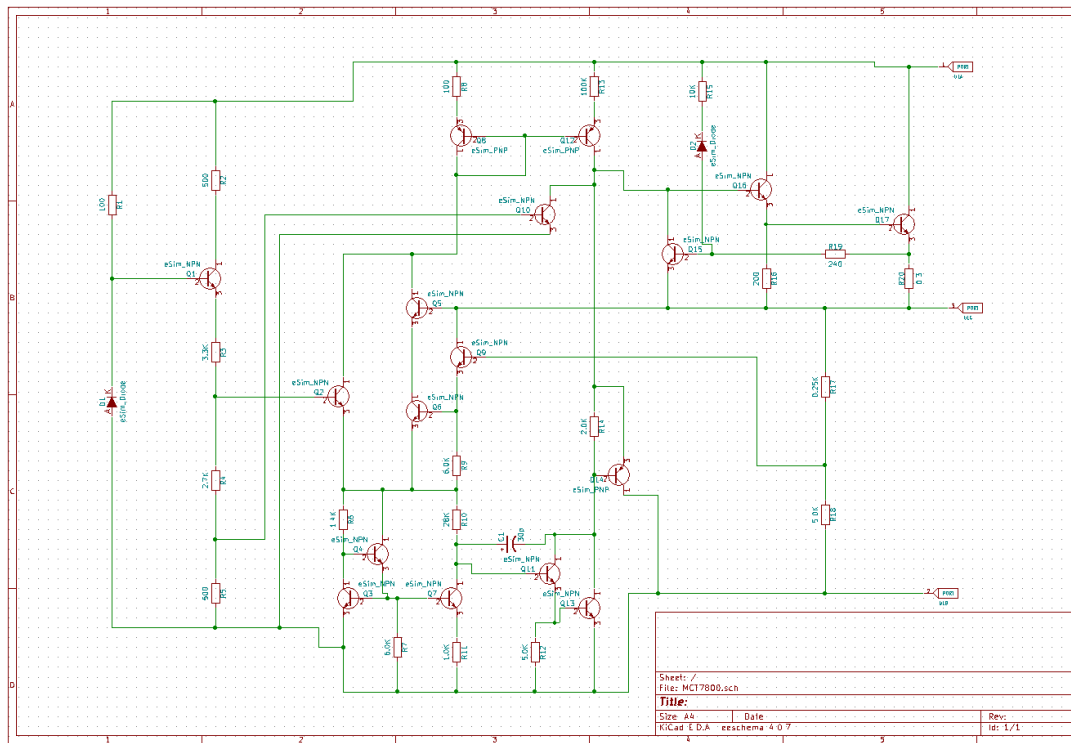 1 2 3 4 5
A
B
C
D
R1
100
R2
500
R3
3.3K
R4
2.7K
R5
500
D1
eSim_Diode
A K
eSim_NPN
Q1
eSim_NPN
Q2
R8
100
Q8
eSim_PNP
R13
100K
Q12
eSim_PNP
eSim_NPN
Q10
R15
10K
D2
eSim_Diode
eSim_NPN
Q16
eSim_NPN
Q17
eSim_NPN
Q15
R19
240
R16
200
R20
0.3
eSim_NPN
Q5
eSim_NPN
Q9
eSim_NPN
Q6
R9
6.0K
R14
2.0K
Q14
eSim_PNP
R17
0.25K
R18
5.0K
R6
1.4K
R10
26K
C1
30p
eSim_NPN
Q4
eSim_NPN
Q3
eSim_NPN
Q7
eSim_NPN
Q11
eSim_NPN
Q13
R7
6.0K
R11
1.0K
R12
5.0K
Sheet: /
File: MCT7800.sch
Title:
Size: A4
Date:
Rev:
KiCad E.D.A. eeschema 4.0.7
Id: 1/1